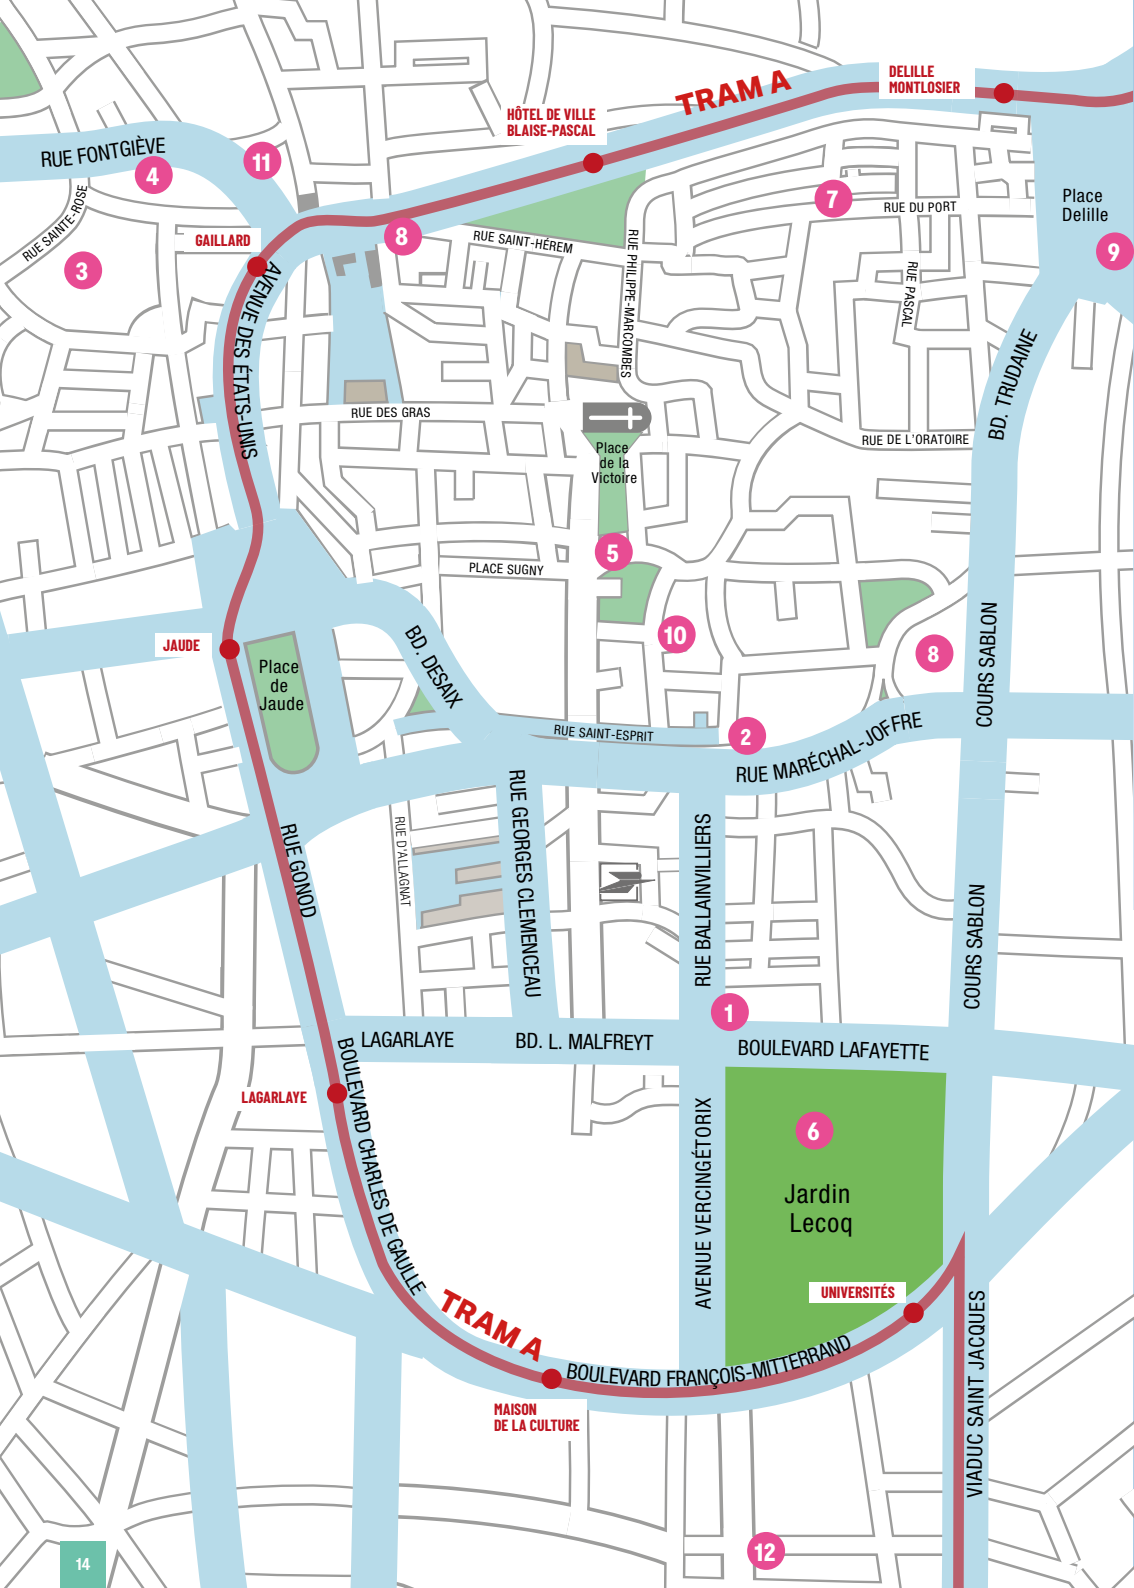 DELILLE
MONTLOSIER
TRAM A
HÔTEL DE VILLE
BLAISE-PASCAL
RUE FONTGIÈVE
11
4
7
RUE DU PORT
Place
Delille
RUE SAINTE-ROSE
GAILLARD
8
RUE SAINT-HÉREM
9
3
RUE PHILIPPE-MARCOMBES
RUE PASCAL
AVENUE DES ÉTATS-UNIS
BD. TRUDAINE
RUE DES GRAS
RUE DE L'ORATOIRE
Place
de la
Victoire
5
PLACE SUGNY
JAUDE
10
8
Place
de
Jaude
BD. DESAIX
COURS SABLON
RUE SAINT-ESPRIT
2
RUE MARÉCHAL-JOFFRE
RUE GONOD
RUE D'ALLAGNAT
RUE GEORGES CLEMENCEAU
RUE BALLAINVILLIERS
COURS SABLON
1
LAGARLAYE
BD. L. MALFREYT
BOULEVARD LAFAYETTE
LAGARLAYE
BOULEVARD CHARLES DE GAULLE
AVENUE VERCINGÉTORIX
6
Jardin
Lecoq
UNIVERSITÉS
TRAM A
BOULEVARD FRANÇOIS-MITTERRAND
MAISON
DE LA CULTURE
VIADUC SAINT JACQUES
12
14